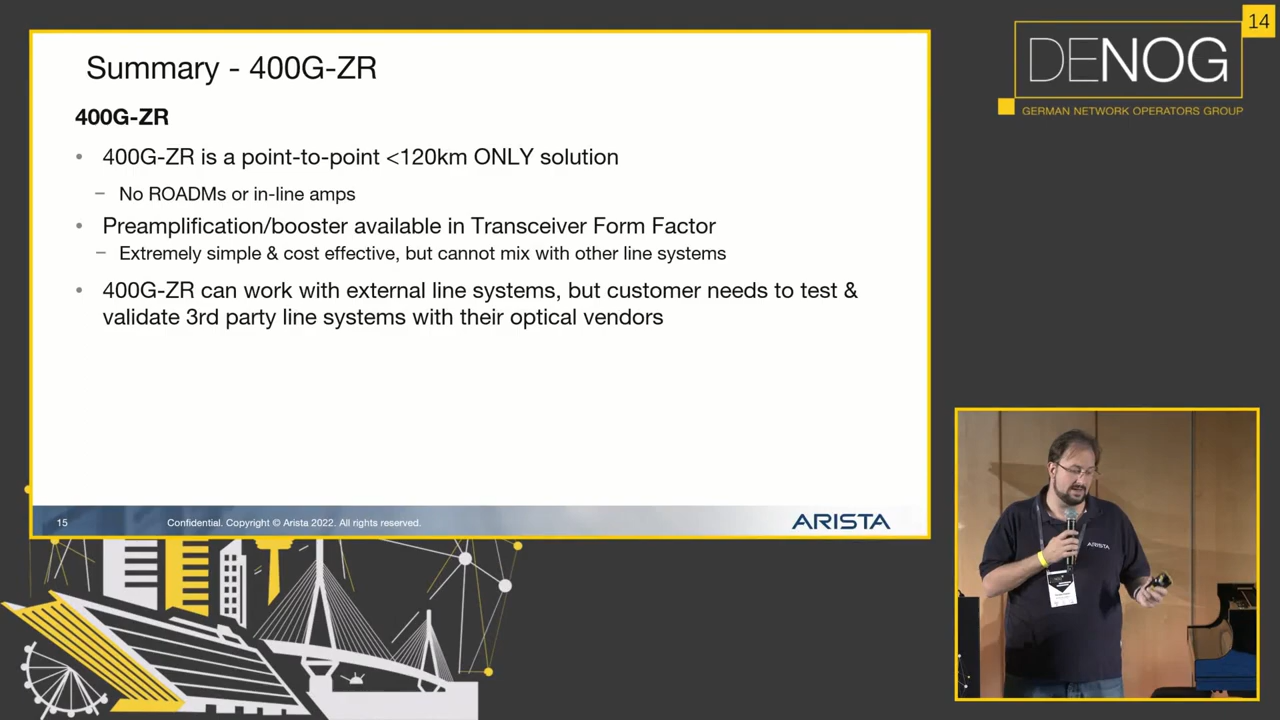 Summary - 400G-ZR
400G-ZR
• 400G-ZR is a point-to-point <120km ONLY solution
– No ROADMs or in-line amps
• Preamplification/booster available in Transceiver Form Factor
– Extremely simple & cost effective, but cannot mix with other line systems
• 400G-ZR can work with external line systems, but customer needs to test &
validate 3rd party line systems with their optical vendors
15
Confidential. Copyright © Arista 2022. All rights reserved.
ARISTA
14
DENOG
GERMAN NETWORK OPERATORS GROUP
ARISTA